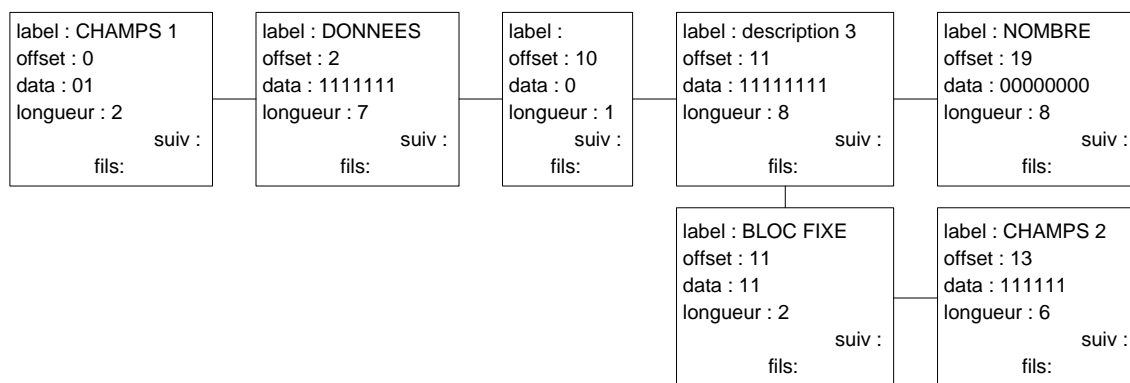 label : CHAMPS 1
offset : 0
data : 01
longueur : 2
suiv :
fils:
label : DONNEES
offset : 2
data : 1111111
longueur : 7
suiv :
fils:
label :
offset : 10
data : 0
longueur : 1
suiv :
fils:
label : description 3
offset : 11
data : 11111111
longueur : 8
suiv :
fils:
label : NOMBRE
offset : 19
data : 00000000
longueur : 8
suiv :
fils:
label : BLOC FIXE
offset : 11
data : 11
longueur : 2
suiv :
fils:
label : CHAMPS 2
offset : 13
data : 111111
longueur : 6
suiv :
fils: